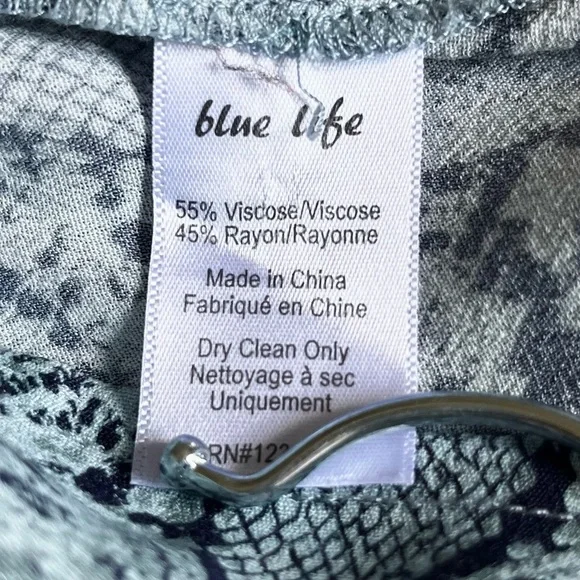 blue life
55% Viscose/Viscose
45% Rayon/Rayonne
Made in China
Fabriqué en Chine
Dry Clean Only
Nettoyage à sec
Uniquement